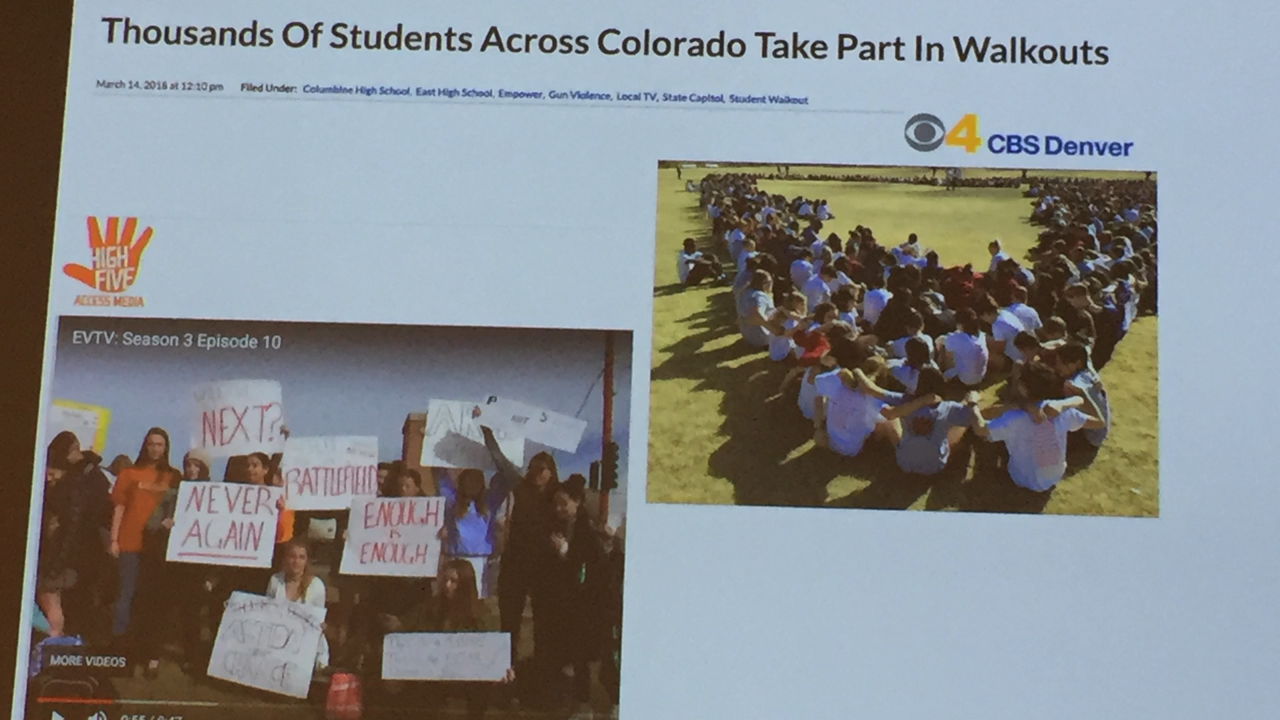 Thousands Of Students Across Colorado Take Part In Walkouts
March 14, 2018 at 12:10 pm Filed Under: Columbine High School, East High School, Empower, Gun Violence, Local TV, State Capitol, Student Walkout
4 CBS Denver
HIGH
FIVE
ACCESS MEDIA
EVTV: Season 3 Episode 10
NEXT?
BATTLEFIELD
NEVER
AGAIN
ENOUGH
IS
ENOUGH
MORE VIDEOS